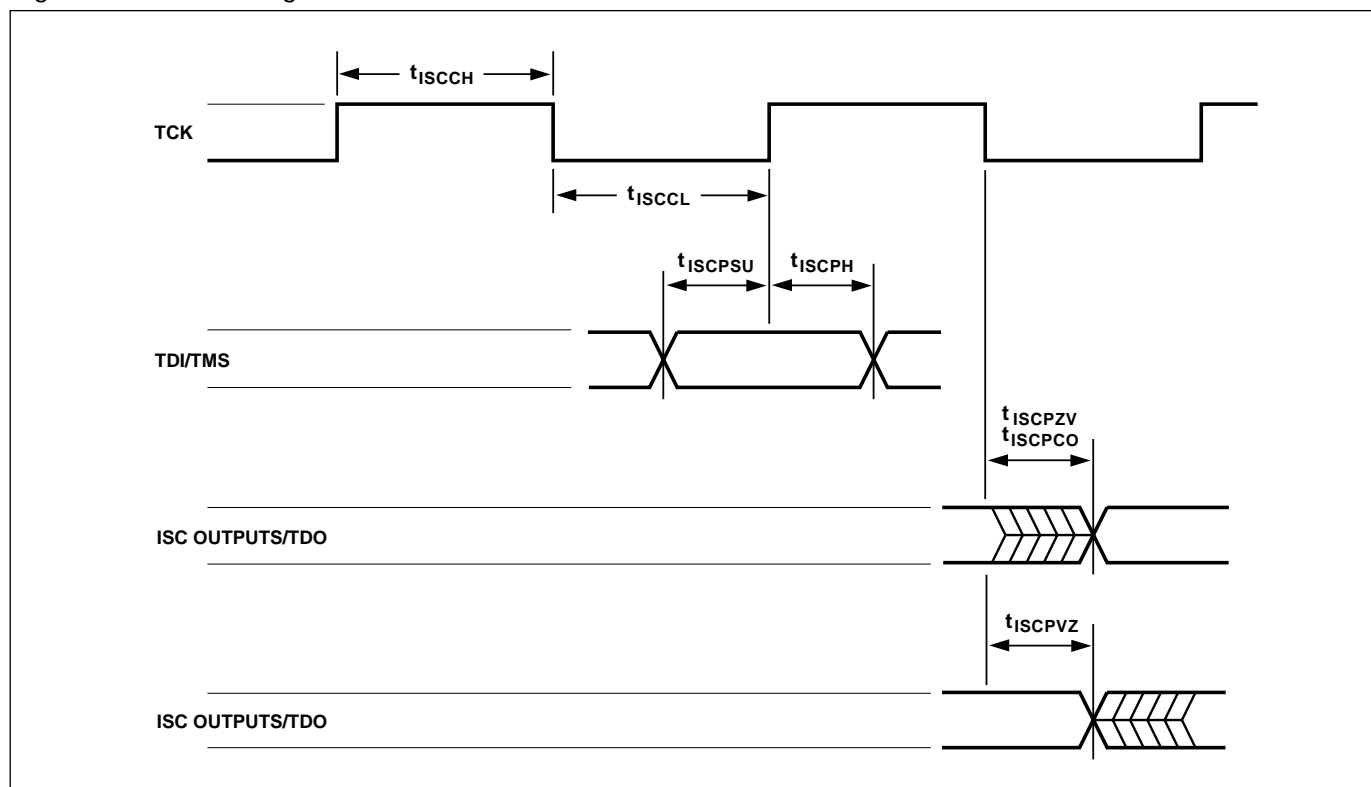 tISCCH
TCK
tISCCL
tISCPSU
tISCPH
TDI/TMS
tISCPZV
tISCPCO
ISC OUTPUTS/TDO
tISCPVZ
ISC OUTPUTS/TDO